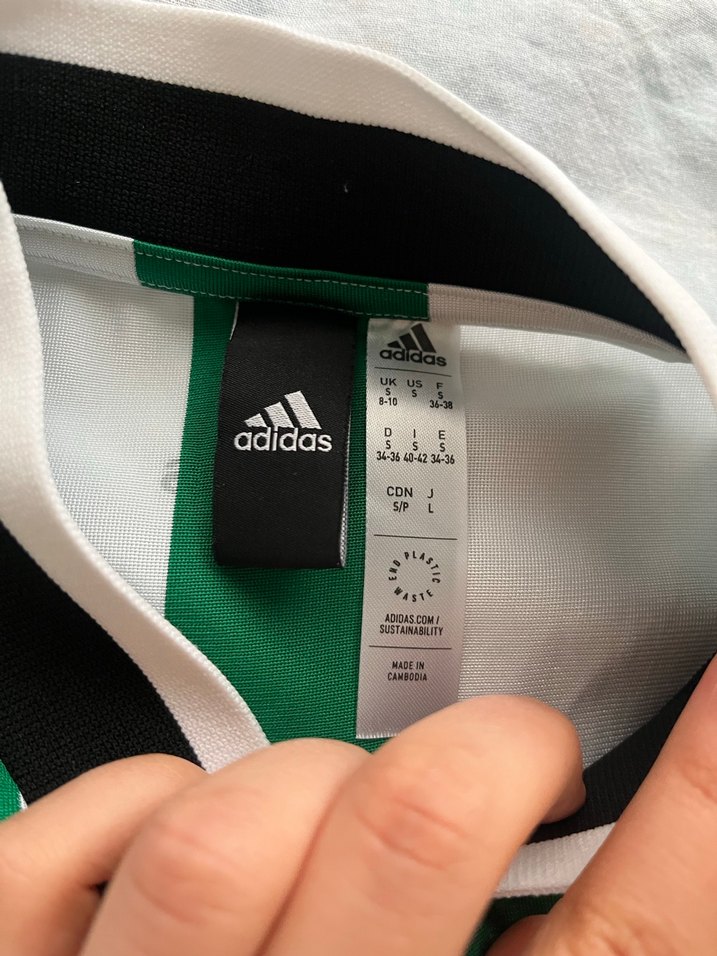 adidas
adidas
UK US F
S S S
8-10 36-38
D I E
S S S
34-36 40-42 34-36
CDN J
S/P L
END PLASTIC WASTE
ADIDAS.COM /
SUSTAINABILITY
MADE IN
CAMBODIA